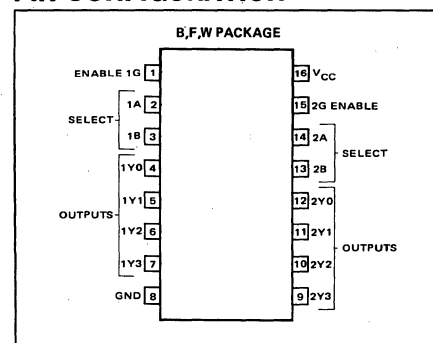 B,F,W PACKAGE
ENABLE 1G 1
16 VCC
1A 2
15 2G ENABLE
SELECT
1B 3
14 2A
SELECT
13 2B
1Y0 4
12 2Y0
1Y1 5
11 2Y1
OUTPUTS
1Y2 6
10 2Y2
OUTPUTS
1Y3 7
9 2Y3
GND 8